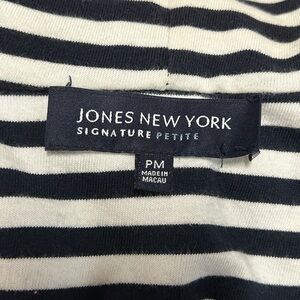 JONES NEW YORK
SIGNATURE PETITE
PM
MADE IN
MACAU